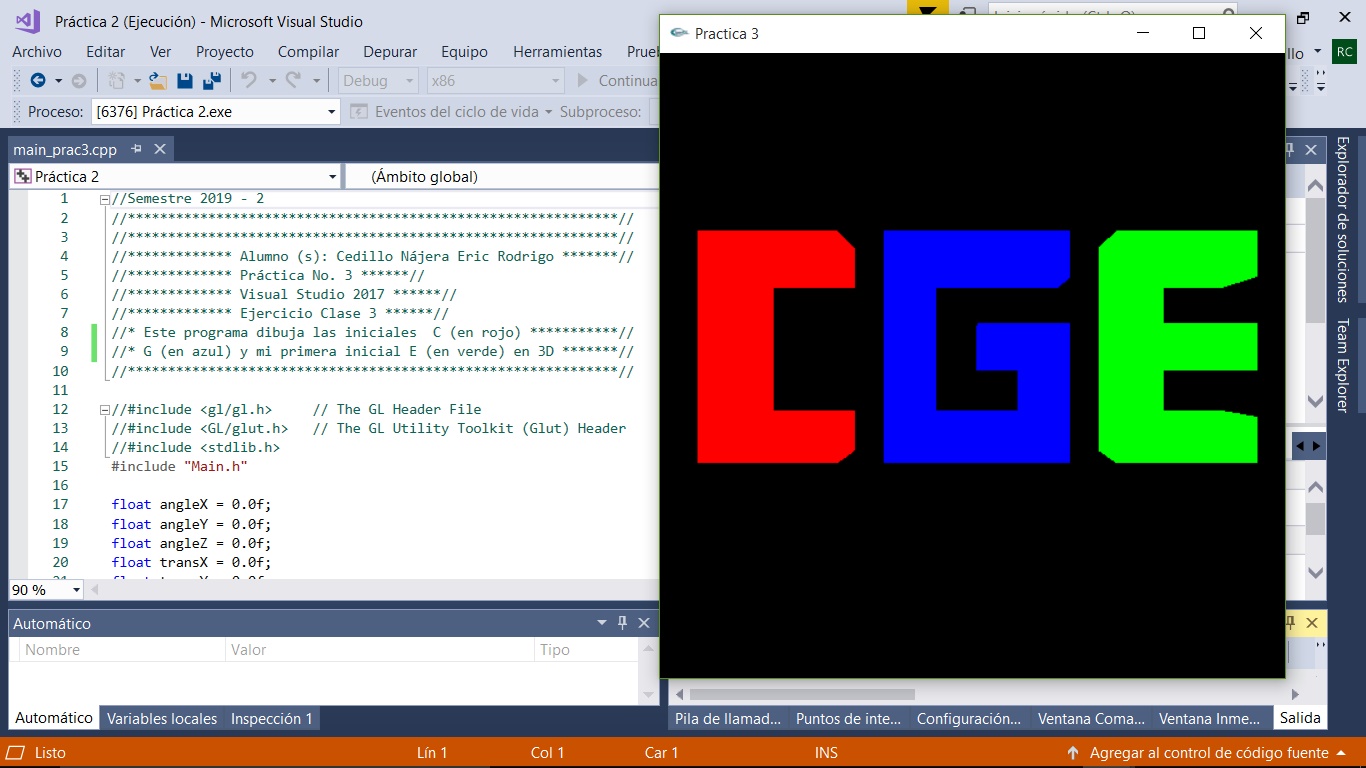 Práctica 2 (Ejecución) - Microsoft Visual Studio
Archivo Editar Ver Proyecto Compilar Depurar Equipo Herramientas
Debug x86 Continua
RC
Proceso: [6376] Práctica 2.exe Eventos del ciclo de vida Subproceso:
main_prac3.cpp
Práctica 2 (Ámbito global)
1 //Semestre 2019 - 2
2 //*************************************************************//
3 //*************************************************************//
4 //************* Alumno (s): Cedillo Nájera Eric Rodrigo *******//
5 //************* Práctica No. 3 ******//
6 //************* Visual Studio 2017 ******//
7 //************* Ejercicio Clase 3 ******//
8 //* Este programa dibuja las iniciales  C (en rojo) ***********//
9 //* G (en azul) y mi primera inicial E (en verde) en 3D *******//
10 //*************************************************************//
11
12 //#include <gl/gl.h>     // The GL Header File
13 //#include <GL/glut.h>   // The GL Utility Toolkit (Glut) Header
14 //#include <stdlib.h>
15 #include "Main.h"
16
17 float angleX = 0.0f;
18 float angleY = 0.0f;
19 float angleZ = 0.0f;
20 float transX = 0.0f;
90 %
Practica 3
CGE
Explorador de soluciones
Team Explorer
Automático
Nombre Valor Tipo
Automático Variables locales Inspección 1
Pila de llamad... Puntos de inte... Configuración... Ventana Coma... Ventana Inme... Salida
Listo Lín 1 Col 1 Car 1 INS Agregar al control de código fuente